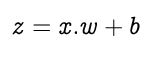 z = x.w + b